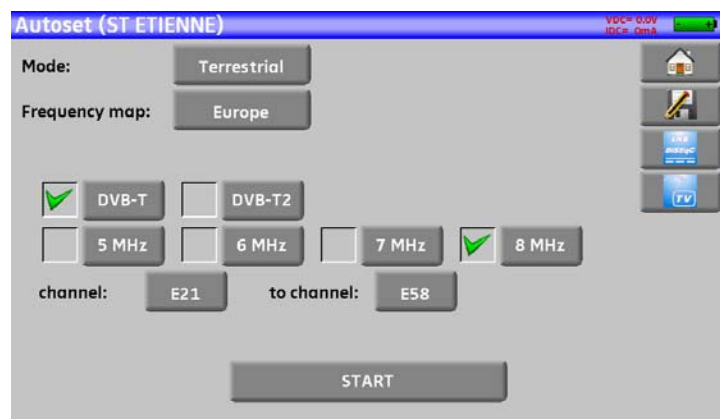 Autoset (ST ETIENNE)
VDC= 0.0V
IDC= 0mA
Mode: Terrestrial
Frequency map: Europe
DVB-T DVB-T2
5 MHz 6 MHz 7 MHz 8 MHz
channel: E21 to channel: E58
START
LNB
DiSEqC
TV